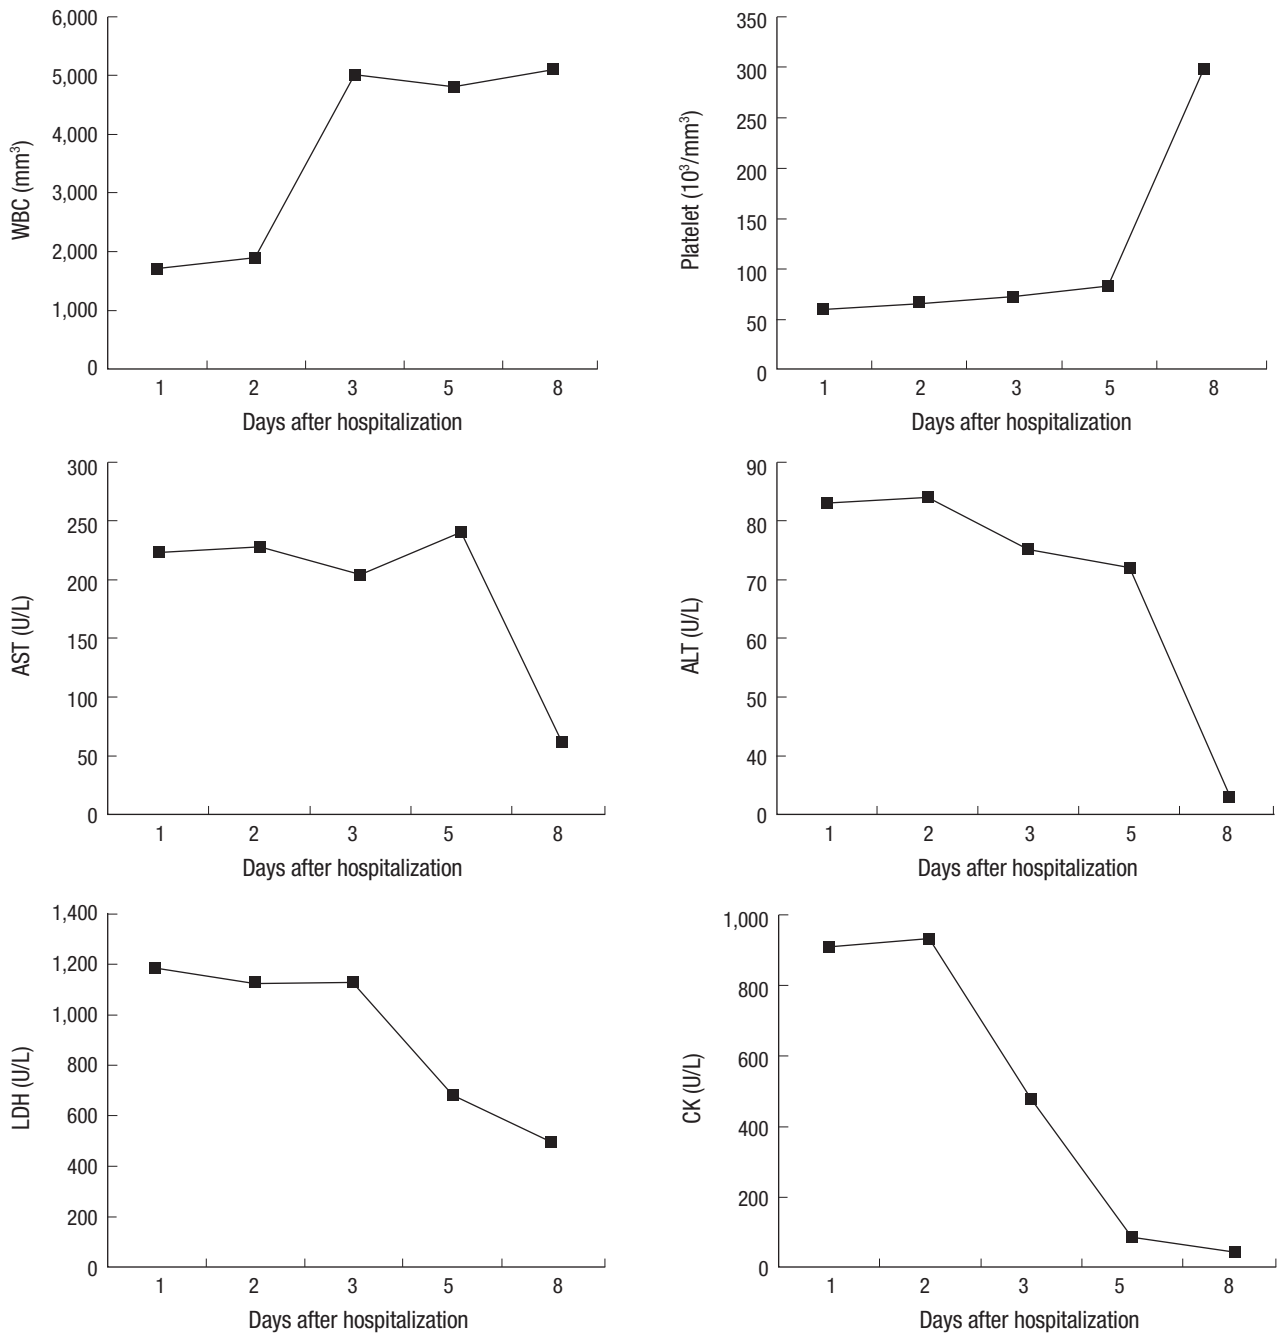 6,000
5,000
4,000
3,000
2,000
1,000
0
WBC (mm³)
1 2 3 5 8
Days after hospitalization
350
300
250
200
150
100
50
0
Platelet (10³/mm³)
1 2 3 5 8
Days after hospitalization
300
250
200
150
100
50
0
AST (U/L)
1 2 3 5 8
Days after hospitalization
90
80
70
60
50
40
0
ALT (U/L)
1 2 3 5 8
Days after hospitalization
1,400
1,200
1,000
800
600
400
200
0
LDH (U/L)
1 2 3 5 8
Days after hospitalization
1,000
800
600
400
200
0
CK (U/L)
1 2 3 5 8
Days after hospitalization